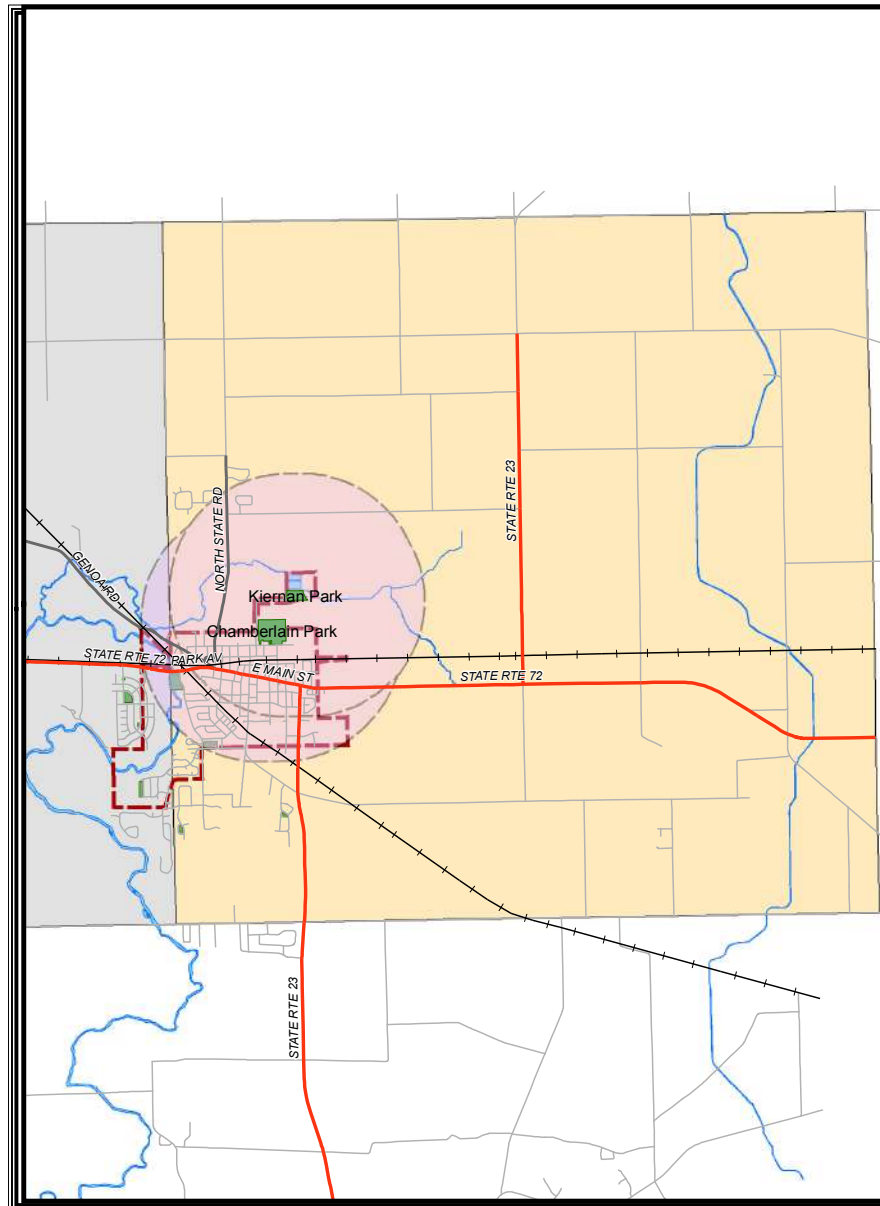 STATE RTE 23
NORTH STATE RD
GENOA RD
Kiernan Park
Chamberlain Park
STATE RTE 72
PARK AV
E MAIN ST
STATE RTE 72
STATE RTE 23